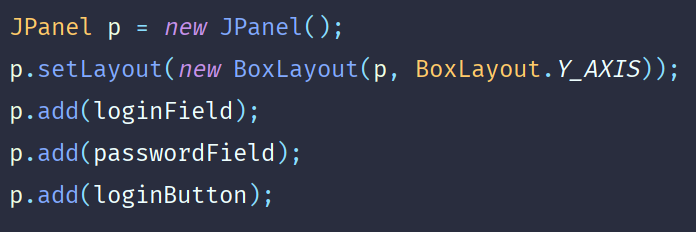 JPanel p = new JPanel();
p.setLayout(new BoxLayout(p, BoxLayout.Y_AXIS));
p.add(loginField);
p.add(passwordField);
p.add(loginButton);